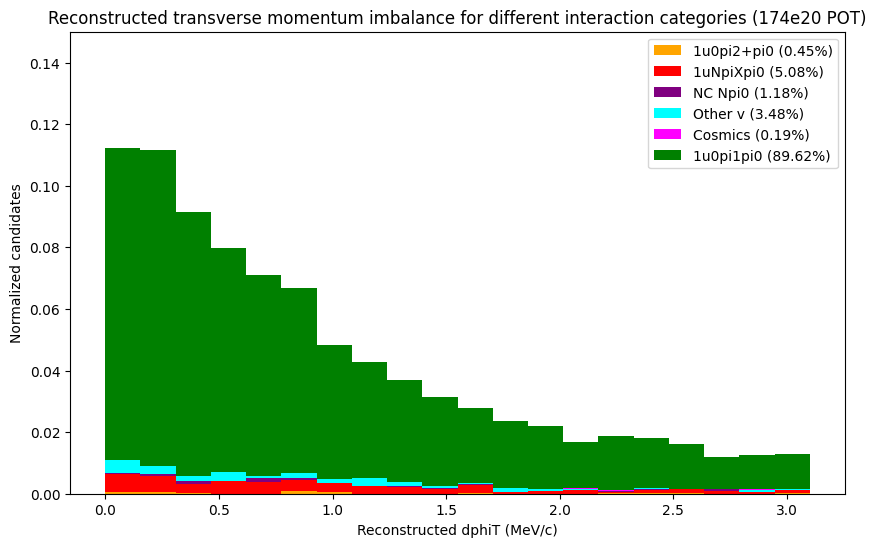 Reconstructed transverse momentum imbalance for different interaction categories (174e20 POT)
1u0pi2+pi0 (0.45%)
1uNpiXpi0 (5.08%)
NC Npi0 (1.18%)
Other v (3.48%)
Cosmics (0.19%)
1u0pi1pi0 (89.62%)
Normalized candidates
0.14
0.12
0.10
0.08
0.06
0.04
0.02
0.00
0.0 0.5 1.0 1.5 2.0 2.5 3.0
Reconstructed dphiT (MeV/c)